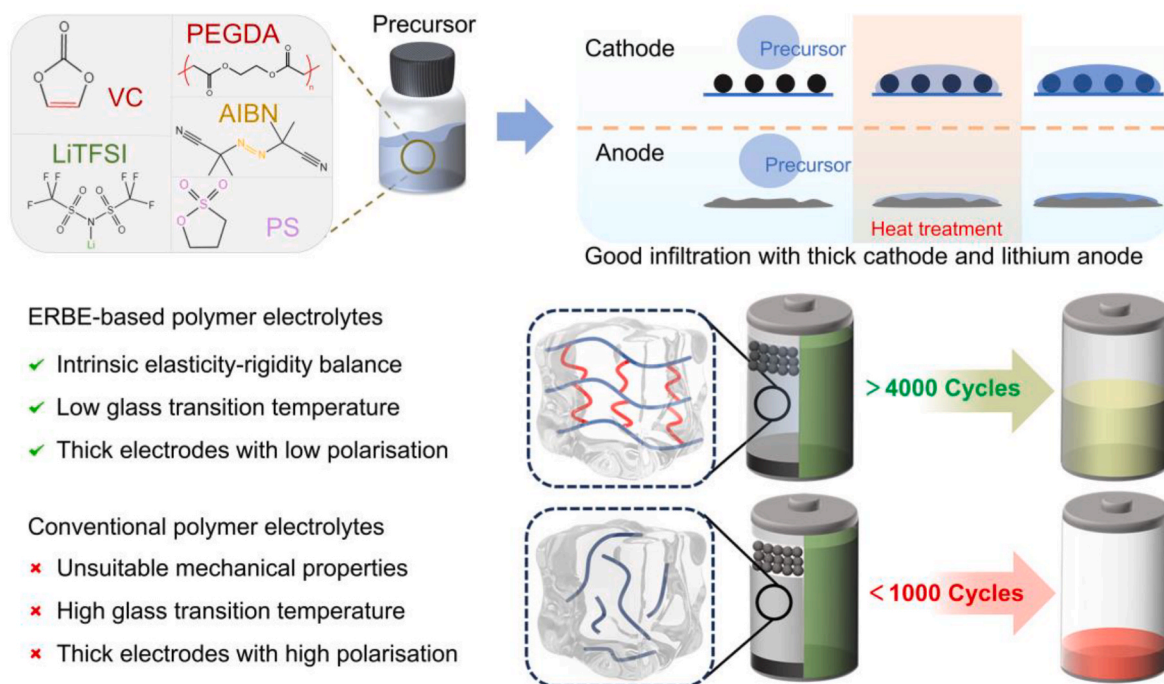 Precursor
PEGDA
VC
AIBN
LiTFSI
PS
O
O
O
O
O
O
O
n
N
N
N
N
F
F
F
F
F
F
O
O
S
S
O
N
O
Li
O
O
S
O
Cathode
Precursor
Anode
Precursor
Heat treatment
Good infiltration with thick cathode and lithium anode
ERBE-based polymer electrolytes
✓ Intrinsic elasticity-rigidity balance
✓ Low glass transition temperature
✓ Thick electrodes with low polarisation
> 4000 Cycles
Conventional polymer electrolytes
× Unsuitable mechanical properties
× High glass transition temperature
× Thick electrodes with high polarisation
< 1000 Cycles